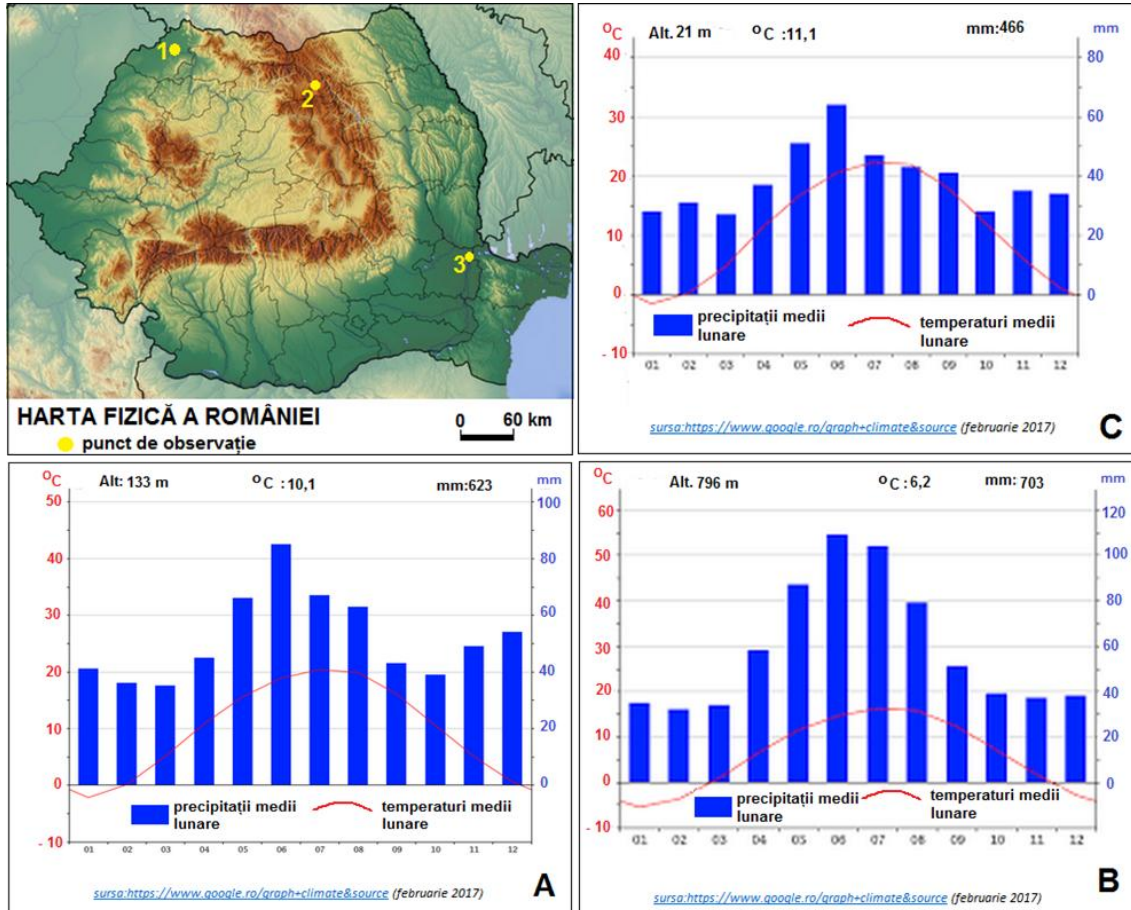 1
2
3
HARTA FIZICĂ A ROMÂNIEI
punct de observație
0 60 km
°C Alt. 21 m °C :11,1 mm:466 mm
40
30
20
10
0
- 10
80
60
40
20
0
precipitații medii lunare
temperaturi medii lunare
01 02 03 04 05 06 07 08 09 10 11 12
sursa:https://www.google.ro/graph+climate&source (februarie 2017)
C
°C Alt: 133 m °C :10,1 mm:623 mm
50
40
30
20
10
0
- 10
100
80
60
40
20
0
precipitații medii lunare
temperaturi medii lunare
01 02 03 04 05 06 07 08 09 10 11 12
sursa:https://www.google.ro/graph+climate&source (februarie 2017)
A
°C Alt. 796 m °C :6,2 mm: 703 mm
60
50
40
30
20
10
0
- 10
120
100
80
60
40
20
0
precipitații medii lunare
temperaturi medii lunare
01 02 03 04 05 06 07 08 09 10 11 12
sursa:https://www.google.ro/graph+climate&source (februarie 2017)
B